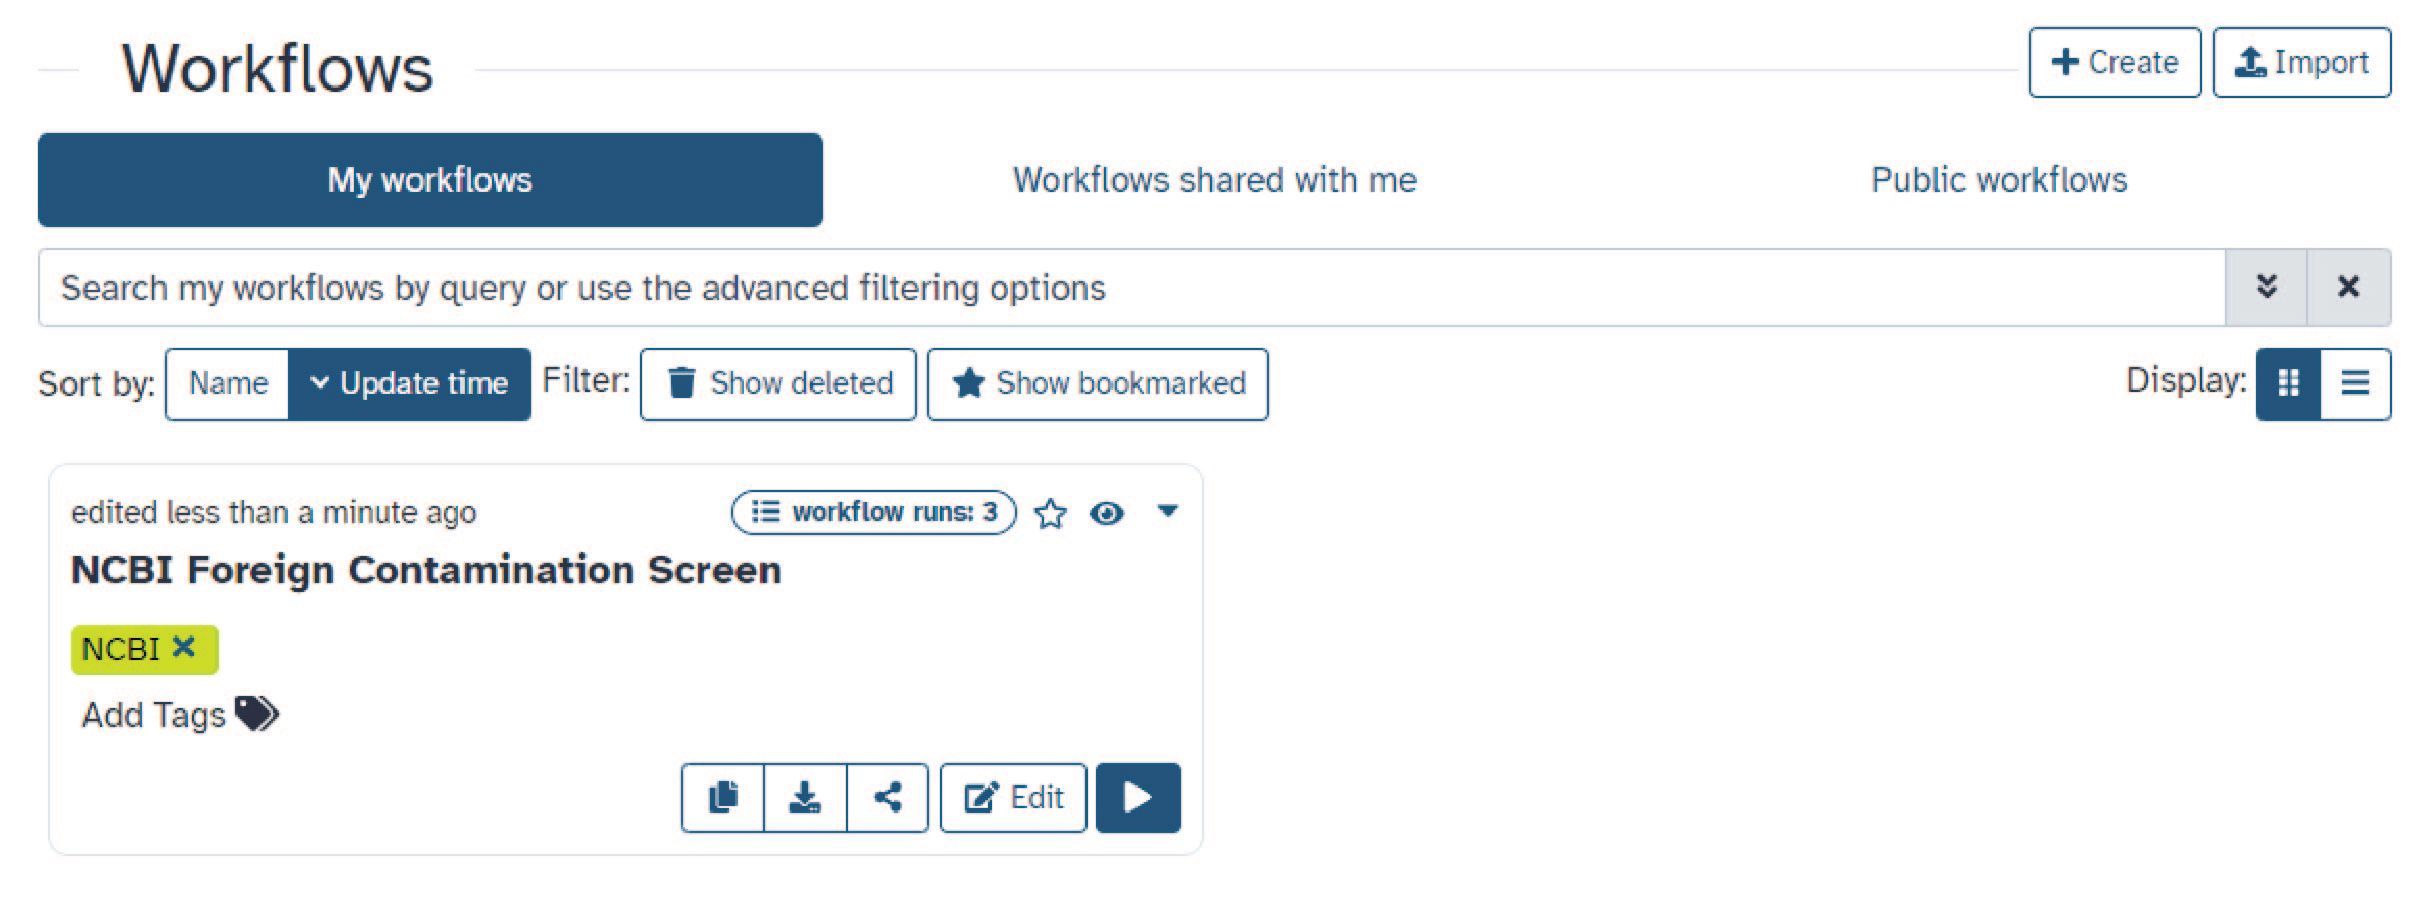 Workflows
Create
Import
My workflows
Workflows shared with me
Public workflows
Search my workflows by query or use the advanced filtering options
Sort by: Name Update time Filter: Show deleted Show bookmarked Display:
edited less than a minute ago
workflow runs: 3
NCBI Foreign Contamination Screen
NCBI
Add Tags
Edit